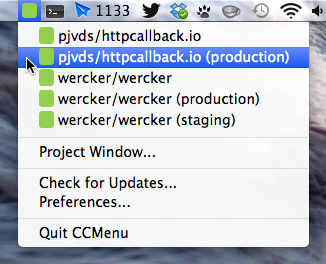 1133
pjvds/httpcallback.io
pjvds/httpcallback.io (production)
wercker/wercker
wercker/wercker (production)
wercker/wercker (staging)
Project Window...
Check for Updates...
Preferences...
Quit CCMenu